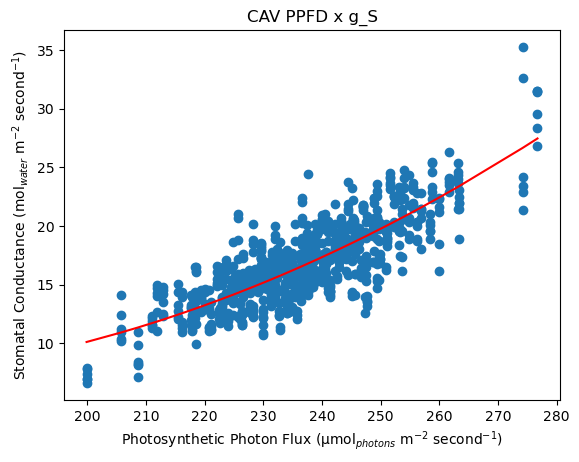 CAV PPFD x g_S
Stomatal Conductance (mol_water m⁻² second⁻¹)
35
30
25
20
15
10
200 210 220 230 240 250 260 270 280
Photosynthetic Photon Flux (μmol_photons m⁻² second⁻¹)